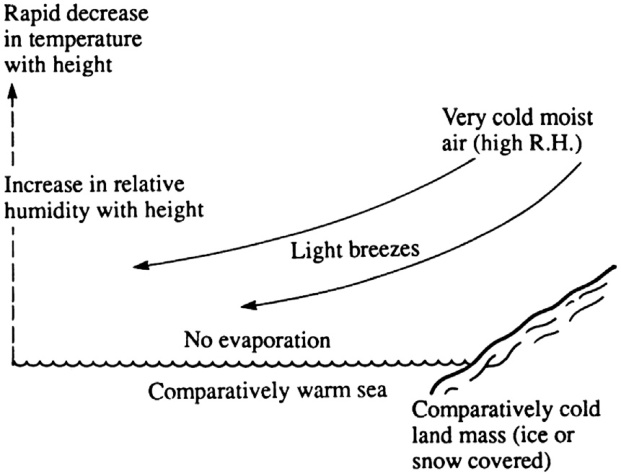 Rapid decrease
in temperature
with height
Very cold moist
air (high R.H.)
Increase in relative
humidity with height
Light breezes
No evaporation
Comparatively warm sea
Comparatively cold
land mass (ice or
snow covered)